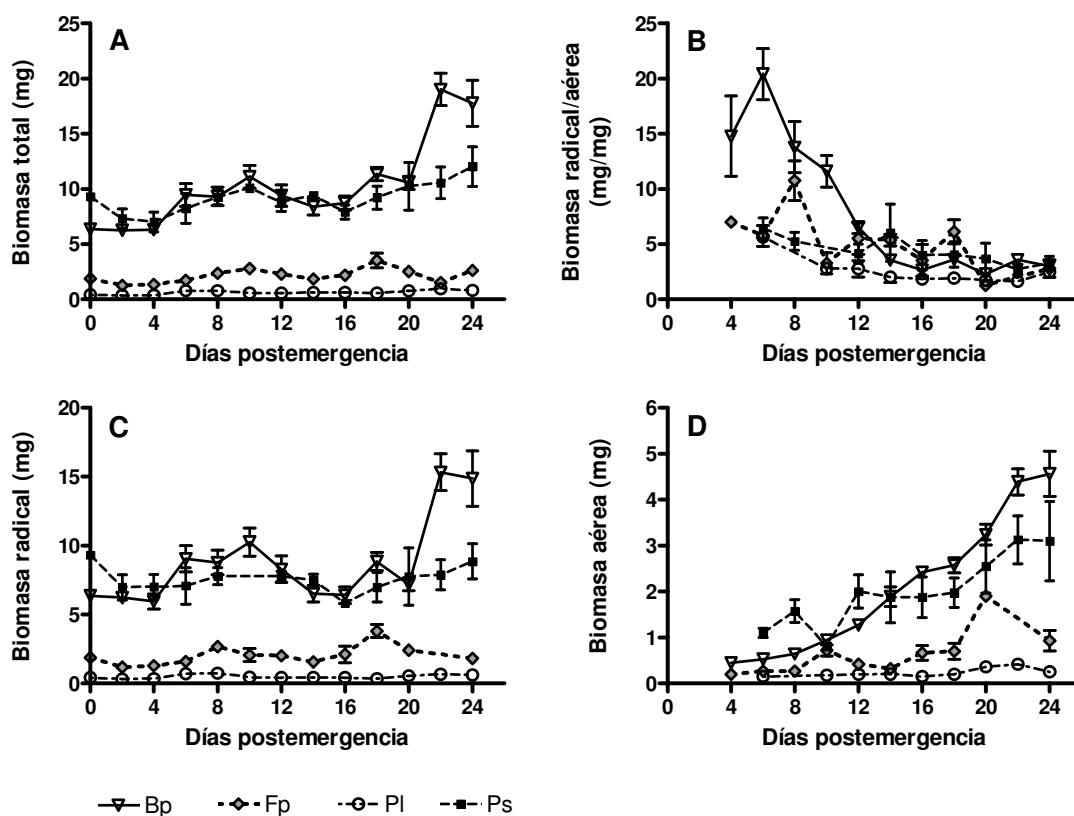 A
Biomasa total (mg)
25
20
15
10
5
0
0 4 8 12 16 20 24
Días postemergencia
B
Biomasa radical/aérea
(mg/mg)
25
20
15
10
5
0
0 4 8 12 16 20 24
Días postemergencia
C
Biomasa radical (mg)
20
15
10
5
0
0 4 8 12 16 20 24
Días postemergencia
D
Biomasa aérea (mg)
6
5
4
3
2
1
0
0 4 8 12 16 20 24
Días postemergencia
Bp Fp Pl Ps